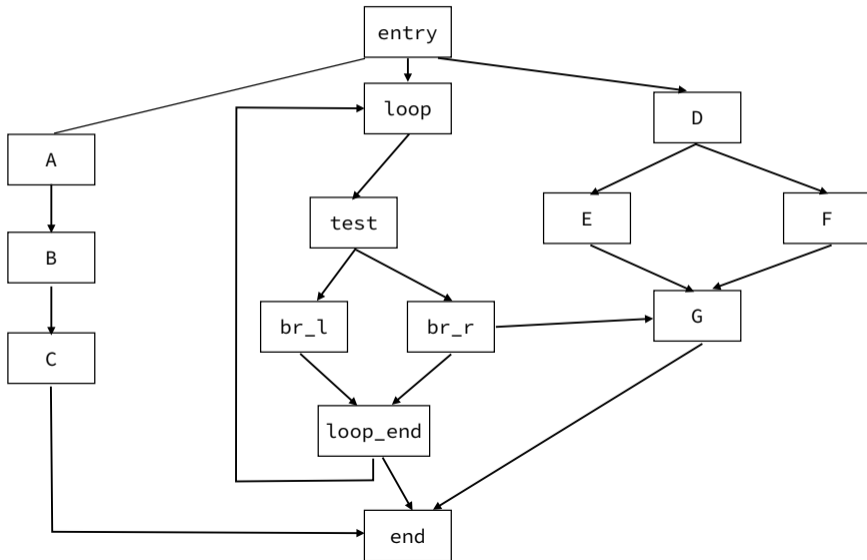 entry
loop
D
A
test
E
F
B
br_l
br_r
G
C
loop_end
end